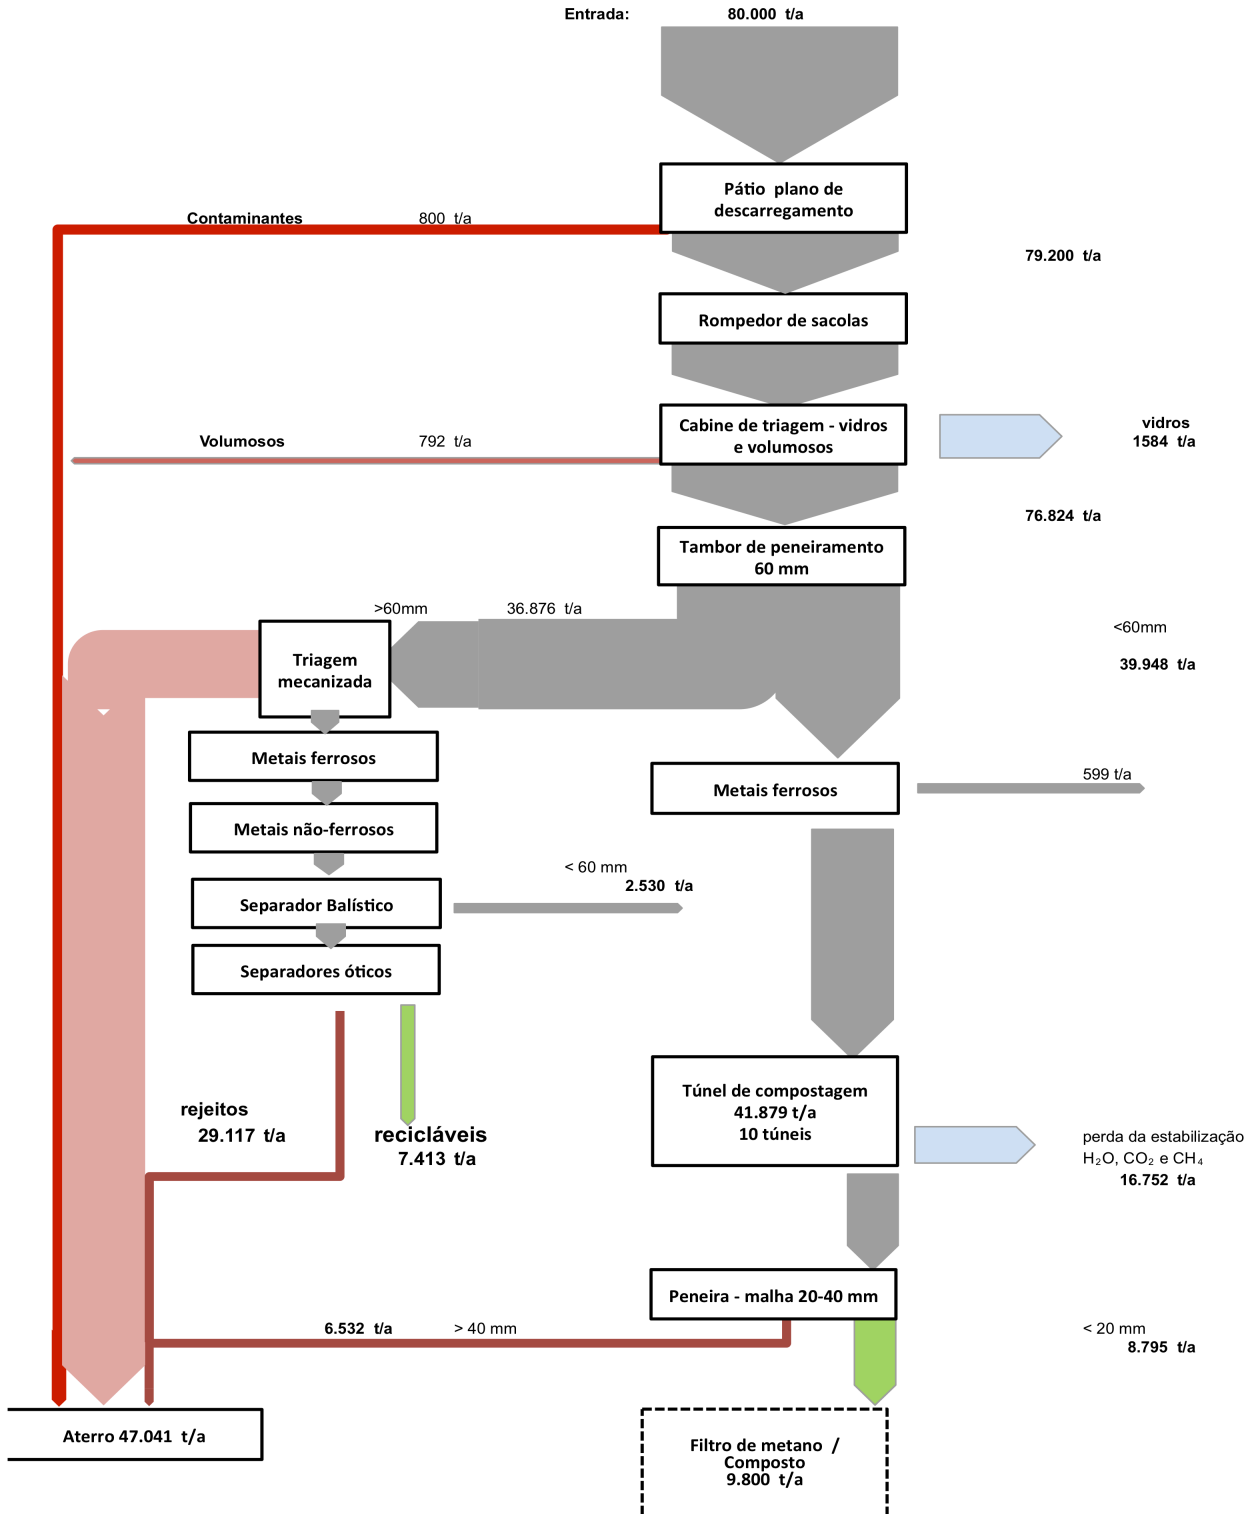 Entrada: 80.000 t/a
Pátio plano de
descarregamento
Contaminantes 800 t/a
79.200 t/a
Rompedor de sacolas
Cabine de triagem - vidros
e volumosos
vidros
1584 t/a
Volumosos 792 t/a
76.824 t/a
Tambor de peneiramento
60 mm
>60mm 36.876 t/a
<60mm
39.948 t/a
Triagem
mecanizada
Metais ferrosos
Metais ferrosos
599 t/a
Metais não-ferrosos
< 60 mm
2.530 t/a
Separador Balístico
Separadores óticos
Túnel de compostagem
41.879 t/a
10 túneis
rejeitos
29.117 t/a
recicláveis
7.413 t/a
perda da estabilização
H₂O, CO₂ e CH₄
16.752 t/a
Peneira - malha 20-40 mm
6.532 t/a > 40 mm
< 20 mm
8.795 t/a
Aterro 47.041 t/a
Filtro de metano /
Composto
9.800 t/a